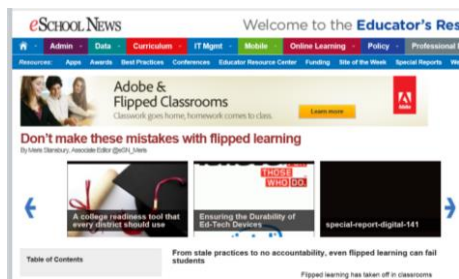 eSCHOOL NEWS
Welcome to the Educator's Res
Admin Data Curriculum IT Mgmt Mobile Online Learning Policy Professional
Resources: Apps Awards Best Practices Conferences Educator Resource Center Funding Site of the Week Special Reports We
Adobe &
Flipped Classrooms
Classwork goes home, homework comes to class.
Learn more
Adobe
Don't make these mistakes with flipped learning
By Meris Stansbury, Associate Editor @eSN_Meris
THOSE
WHO DO.
A college readiness tool that
every district should use
Ensuring the Durability of
Ed-Tech Devices
special-report-digital-141
Table of Contents
From stale practices to no accountability, even flipped learning can fail
students
Flipped learning has taken off in classrooms